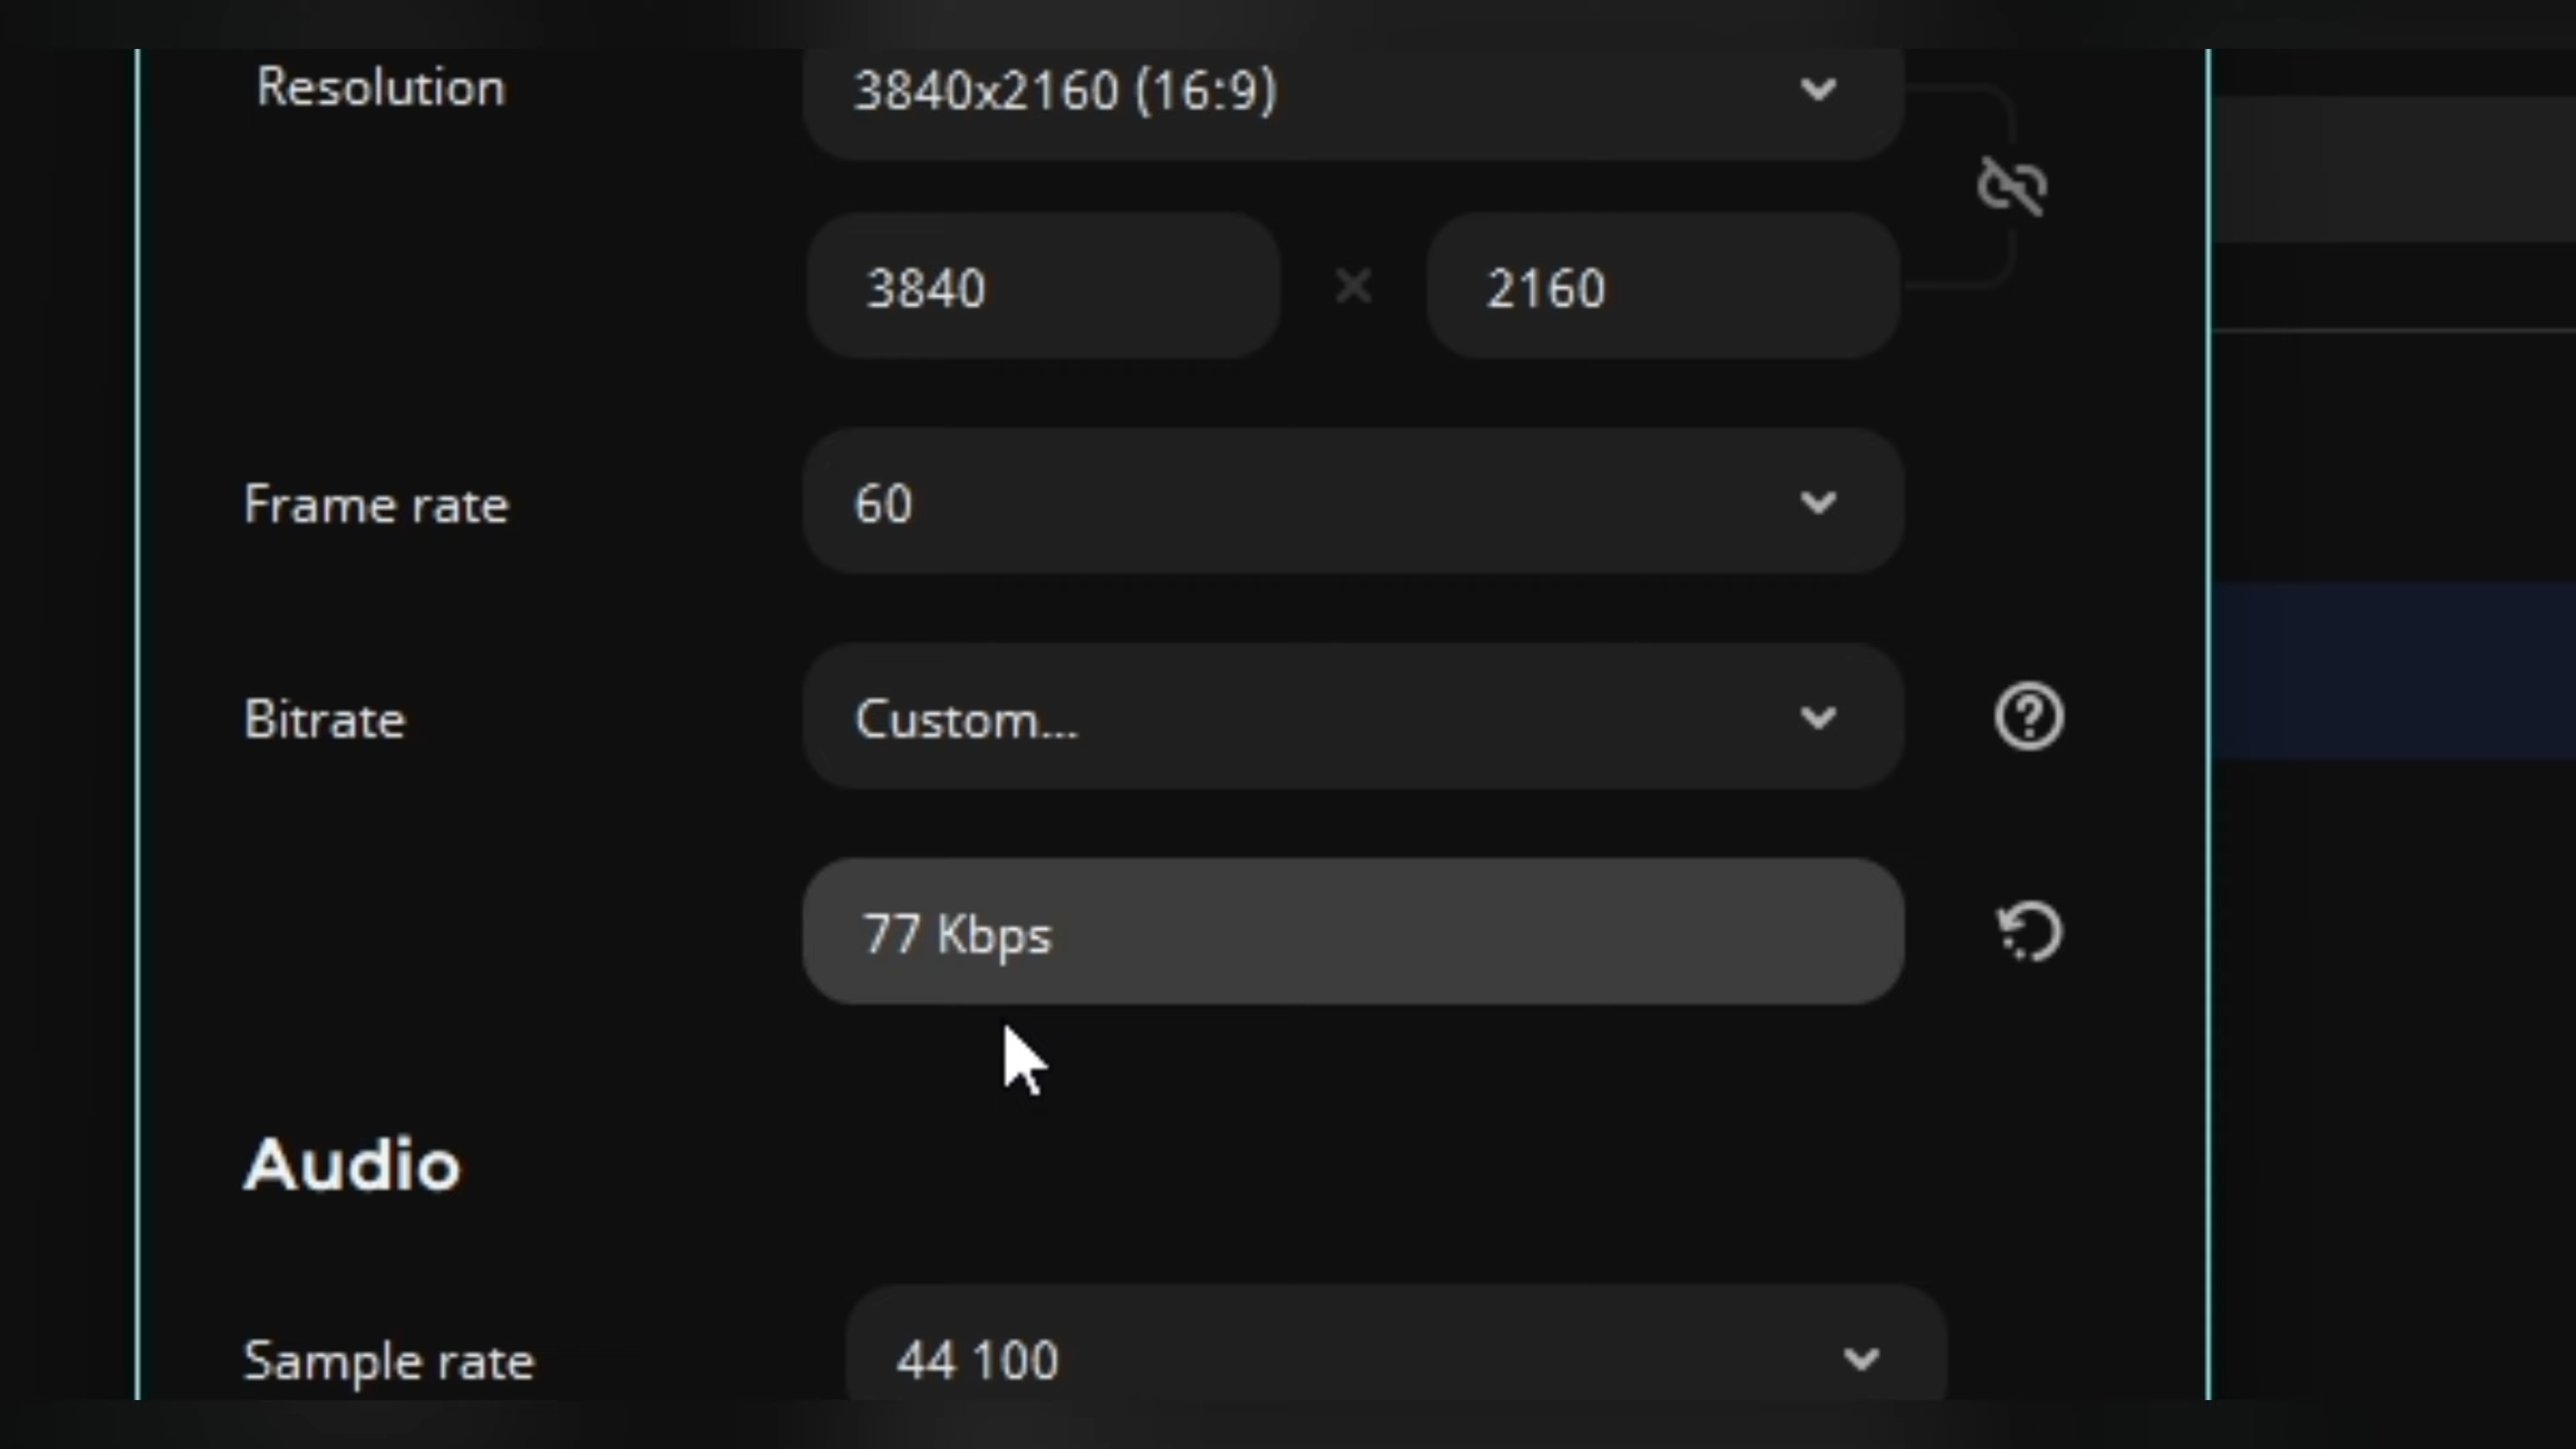 Resolution
3840x2160 (16:9)
3840 × 2160
Frame rate
60
Bitrate
Custom...
77 Kbps
Audio
Sample rate
44 100